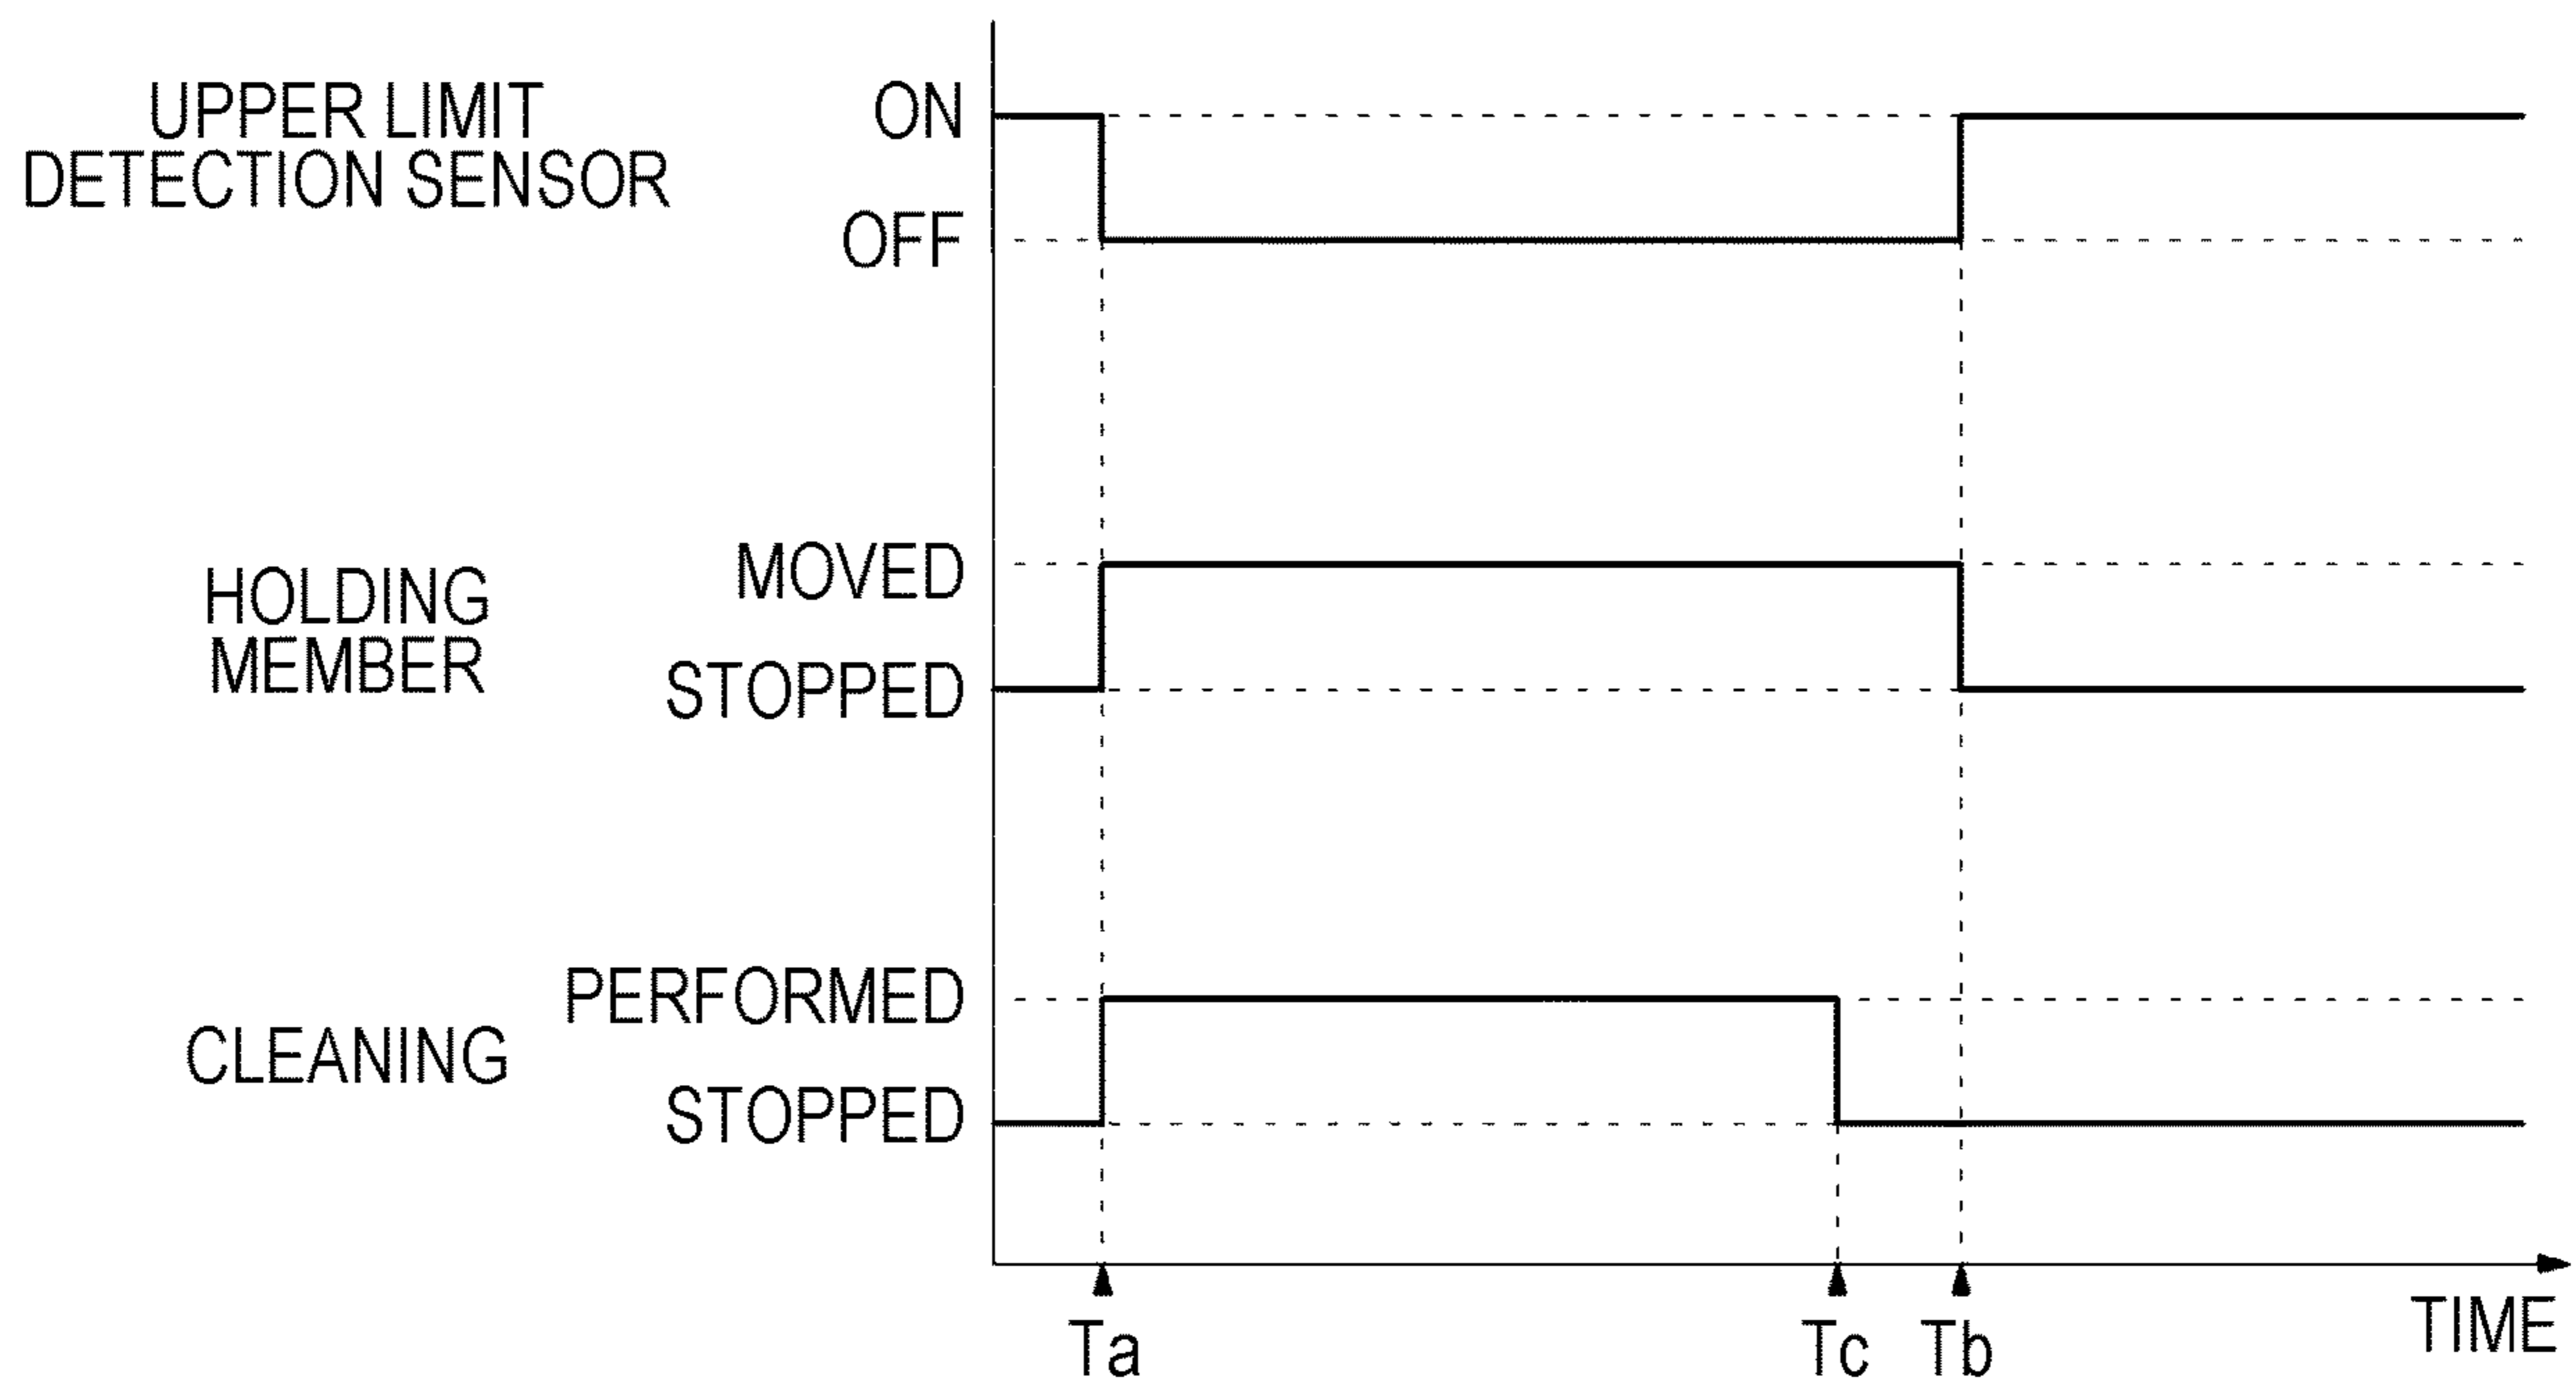 UPPER LIMIT
DETECTION SENSOR
ON
OFF
HOLDING
MEMBER
MOVED
STOPPED
CLEANING
PERFORMED
STOPPED
Ta
Tc
Tb
TIME